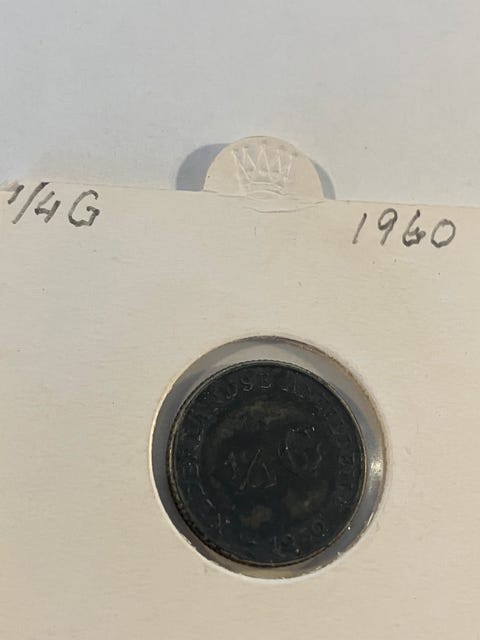 1/4G
1960
NEDERLANDSE ANTILLEN
1/4 G